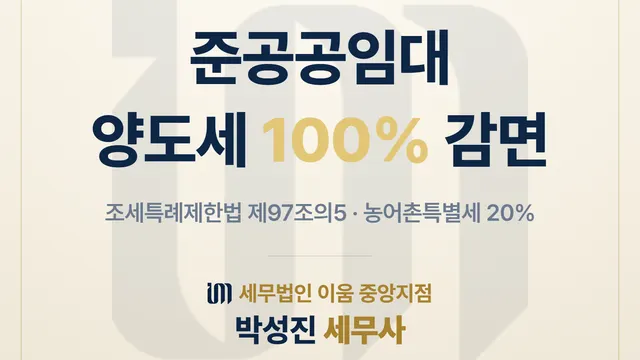 준공공임대
양도세 100% 감면
조세특례제한법 제97조의5 · 농어촌특별세 20%
세무법인 이움 중앙지점
박성진 세무사